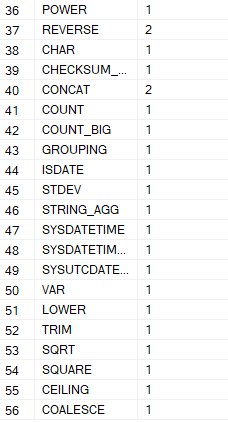 36 POWER 1
37 REVERSE 2
38 CHAR 1
39 CHECKSUM_... 1
40 CONCAT 2
41 COUNT 1
42 COUNT_BIG 1
43 GROUPING 1
44 ISDATE 1
45 STDEV 1
46 STRING_AGG 1
47 SYSDATETIME 1
48 SYSDATETIM... 1
49 SYSUTCDATE... 1
50 VAR 1
51 LOWER 1
52 TRIM 1
53 SQRT 1
54 SQUARE 1
55 CEILING 1
56 COALESCE 1